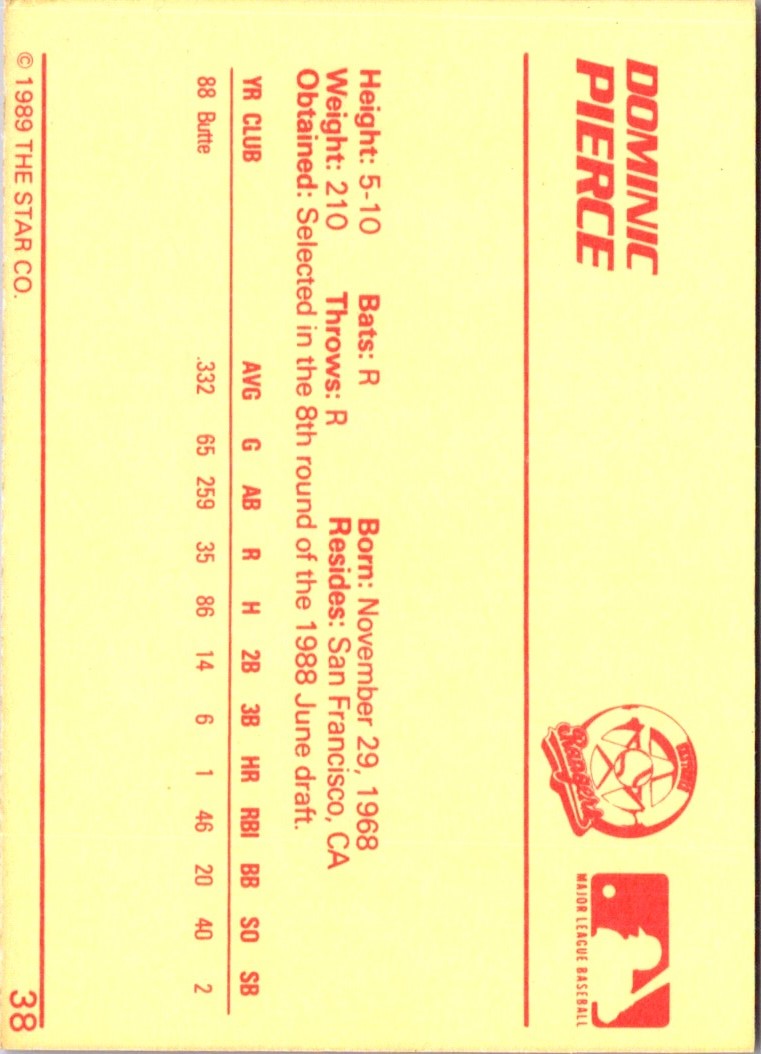 DOMINIC
PIERCE
Rangers
MAJOR LEAGUE BASEBALL
Height: 5-10 Bats: R Born: November 29, 1968
Weight: 210 Throws: R Resides: San Francisco, CA
Obtained: Selected in the 8th round of the 1988 June draft.
YR CLUB AVG G AB R H 2B 3B HR RBI BB SO SB
88 Butte .332 65 259 35 86 14 6 1 46 20 40 2
© 1989 THE STAR CO. 38